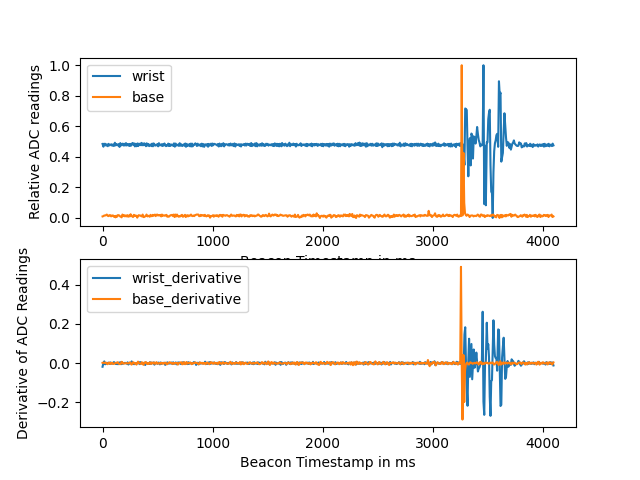 Relative ADC readings
1.0
0.8
0.6
0.4
0.2
0.0
wrist
base
0
1000
2000
3000
4000
Beacon Timestamp in ms
Derivative of ADC Readings
0.4
0.2
0.0
−0.2
wrist_derivative
base_derivative
0
1000
2000
3000
4000
Beacon Timestamp in ms